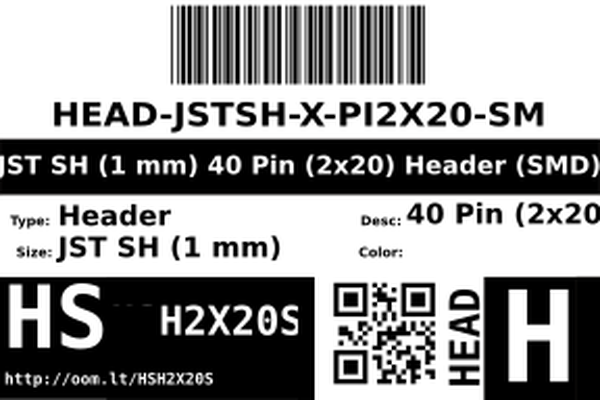 HEAD-JSTSH-X-PI2X20-SM
JST SH (1 mm) 40 Pin (2x20) Header (SMD)
Type: Header
Desc: 40 Pin (2x20
Size: JST SH (1 mm)
Color:
HS
H2X20S
HEAD
H
http://oom.lt/HSH2X20S